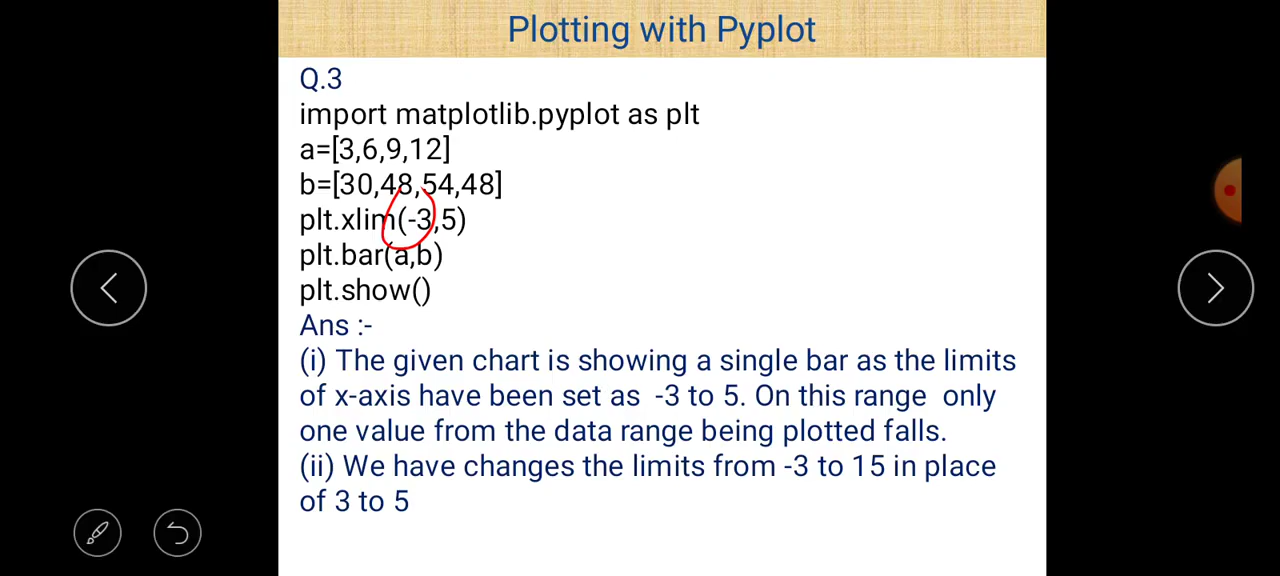 Plotting with Pyplot
Q.3
import matplotlib.pyplot as plt
a=[3,6,9,12]
b=[30,48,54,48]
plt.xlim(-3,5)
plt.bar(a,b)
plt.show()
Ans :-
(i) The given chart is showing a single bar as the limits
of x-axis have been set as -3 to 5. On this range only
one value from the data range being plotted falls.
(ii) We have changes the limits from -3 to 15 in place
of 3 to 5